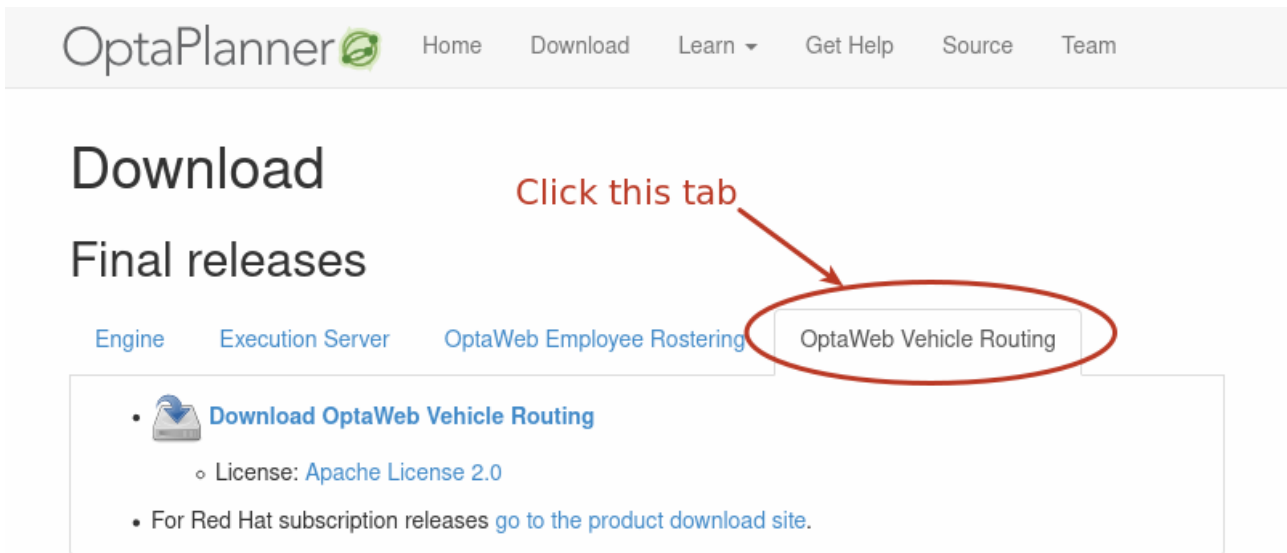 OptaPlanner Home Download Learn Get Help Source Team
Download
Click this tab
Final releases
Engine Execution Server OptaWeb Employee Rostering OptaWeb Vehicle Routing
• Download OptaWeb Vehicle Routing
◦ License: Apache License 2.0
• For Red Hat subscription releases go to the product download site.